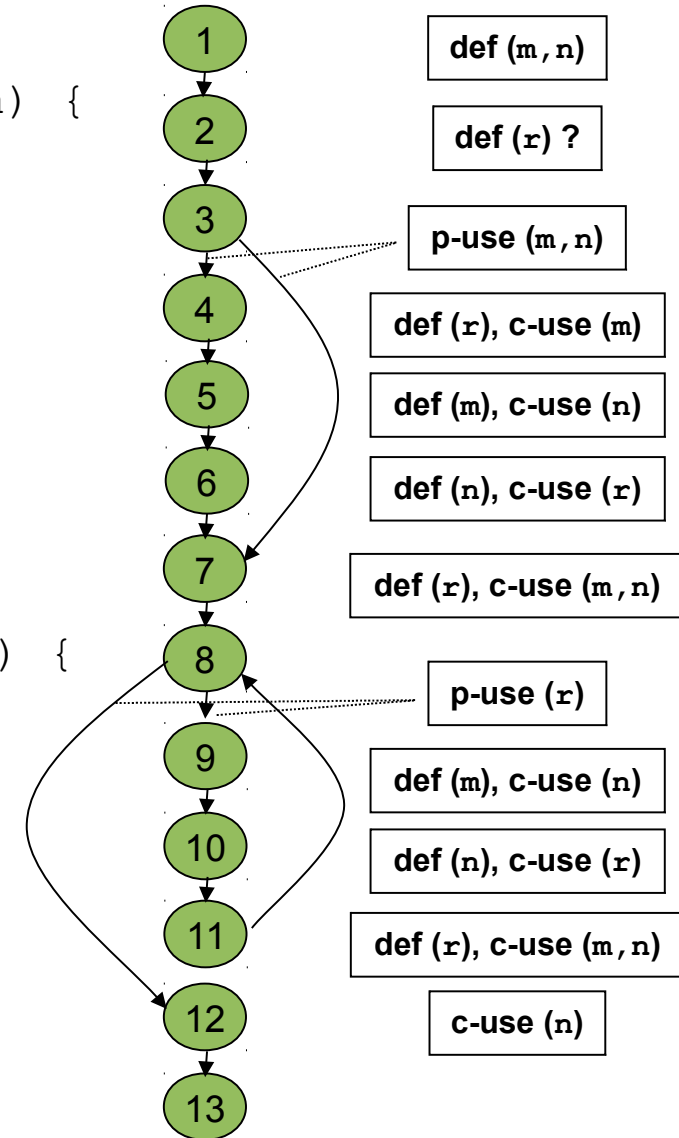 1
def (m,n)
n) {
2
def (r) ?
3
p-use (m,n)
4
def (r), c-use (m)
5
def (m), c-use (n)
6
def (n), c-use (r)
7
def (r), c-use (m,n)
) {
8
p-use (r)
9
def (m), c-use (n)
10
def (n), c-use (r)
11
def (r), c-use (m,n)
12
c-use (n)
13